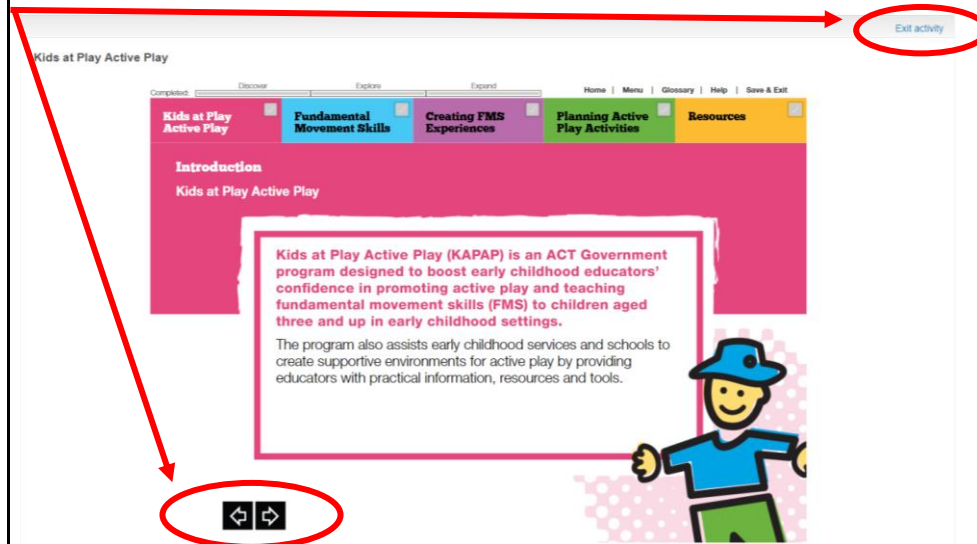 Exit activity
Kids at Play Active Play
Completed:
Discover
Explore
Expand
Home | Menu | Glossary | Help | Save & Exit
Kids at Play
Active Play
Fundamental
Movement Skills
Creating FMS
Experiences
Planning Active
Play Activities
Resources
Introduction
Kids at Play Active Play
Kids at Play Active Play (KAPAP) is an ACT Government
program designed to boost early childhood educators'
confidence in promoting active play and teaching
fundamental movement skills (FMS) to children aged
three and up in early childhood settings.
The program also assists early childhood services and schools to
create supportive environments for active play by providing
educators with practical information, resources and tools.